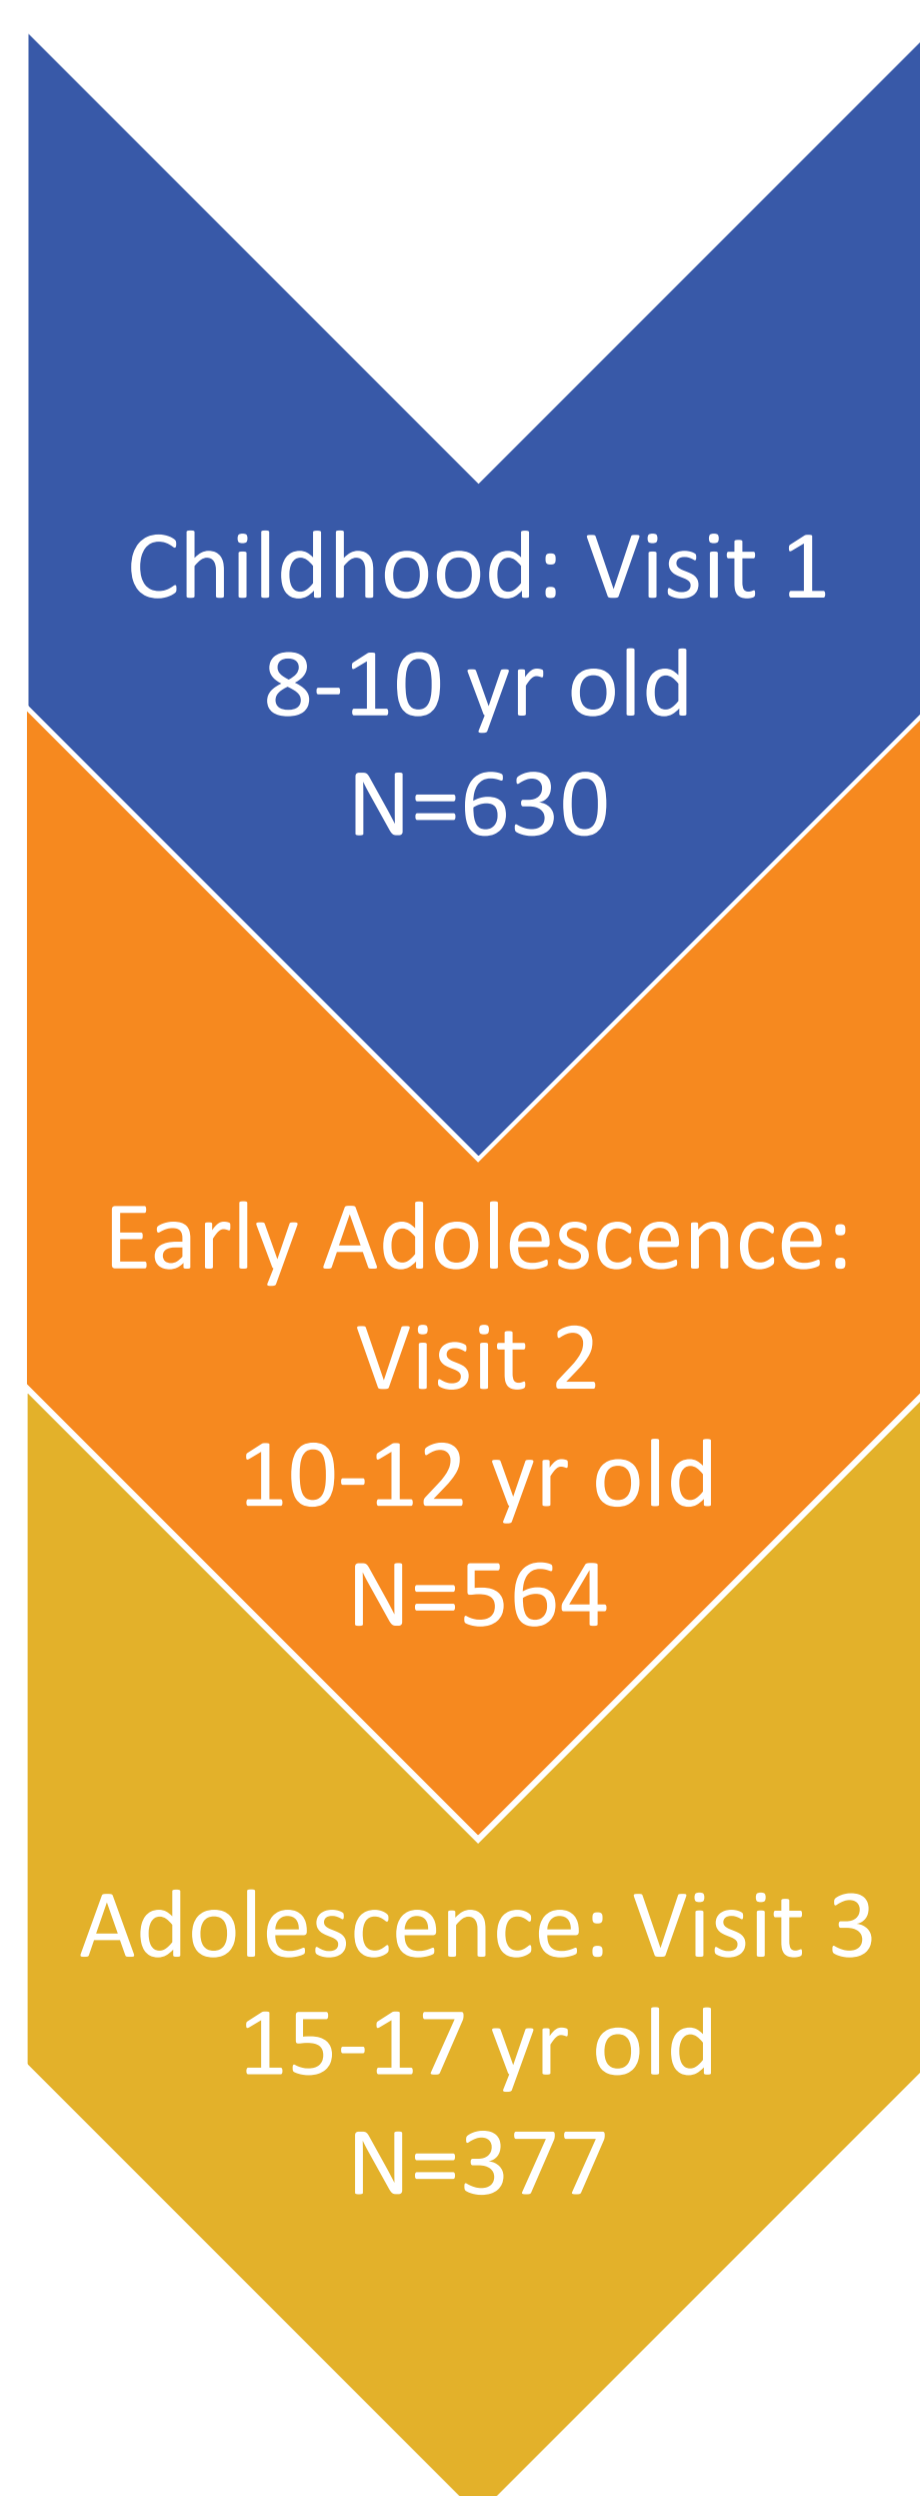 Childhood: Visit 1
8-10 yr old
N=630
Early Adolescence:
Visit 2
10-12 yr old
N=564
Adolescence: Visit 3
15-17 yr old
N=377